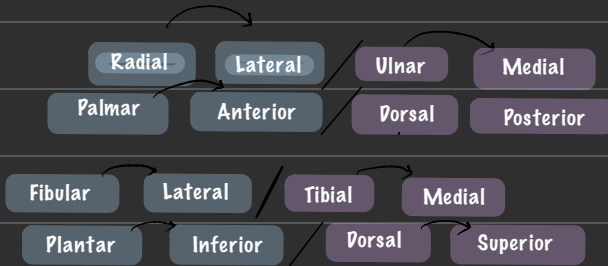 Radial Lateral / Ulnar Medial
Palmar Anterior / Dorsal Posterior
Fibular Lateral / Tibial Medial
Plantar Inferior / Dorsal Superior